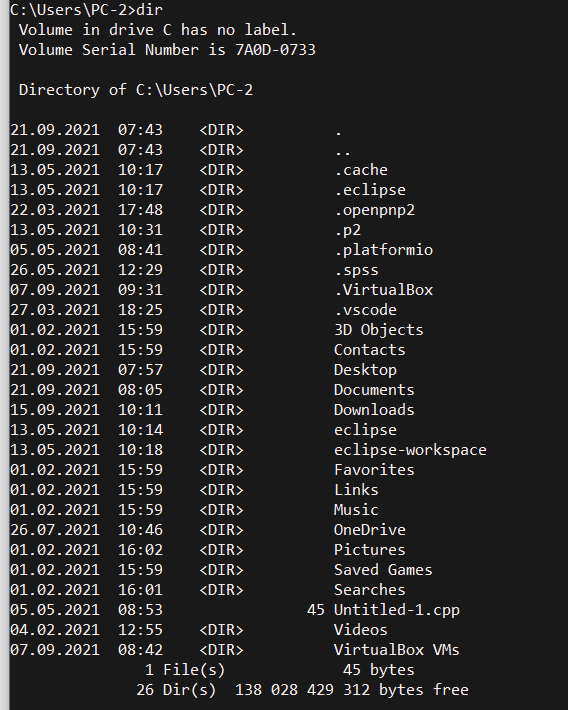 C:\Users\PC-2>dir
 Volume in drive C has no label.
 Volume Serial Number is 7A0D-0733

 Directory of C:\Users\PC-2

21.09.2021  07:43    <DIR>          .
21.09.2021  07:43    <DIR>          ..
13.05.2021  10:17    <DIR>          .cache
13.05.2021  10:17    <DIR>          .eclipse
22.03.2021  17:48    <DIR>          .openpnp2
13.05.2021  10:31    <DIR>          .p2
05.05.2021  08:41    <DIR>          .platformio
26.05.2021  12:29    <DIR>          .spss
07.09.2021  09:31    <DIR>          .VirtualBox
27.03.2021  18:25    <DIR>          .vscode
01.02.2021  15:59    <DIR>          3D Objects
01.02.2021  15:59    <DIR>          Contacts
21.09.2021  07:57    <DIR>          Desktop
21.09.2021  08:05    <DIR>          Documents
15.09.2021  10:11    <DIR>          Downloads
13.05.2021  10:14    <DIR>          eclipse
13.05.2021  10:18    <DIR>          eclipse-workspace
01.02.2021  15:59    <DIR>          Favorites
01.02.2021  15:59    <DIR>          Links
01.02.2021  15:59    <DIR>          Music
26.07.2021  10:46    <DIR>          OneDrive
01.02.2021  16:02    <DIR>          Pictures
01.02.2021  15:59    <DIR>          Saved Games
01.02.2021  16:01    <DIR>          Searches
05.05.2021  08:53                45 Untitled-1.cpp
04.02.2021  12:55    <DIR>          Videos
07.09.2021  08:42    <DIR>          VirtualBox VMs
               1 File(s)             45 bytes
              26 Dir(s)  138 028 429 312 bytes free